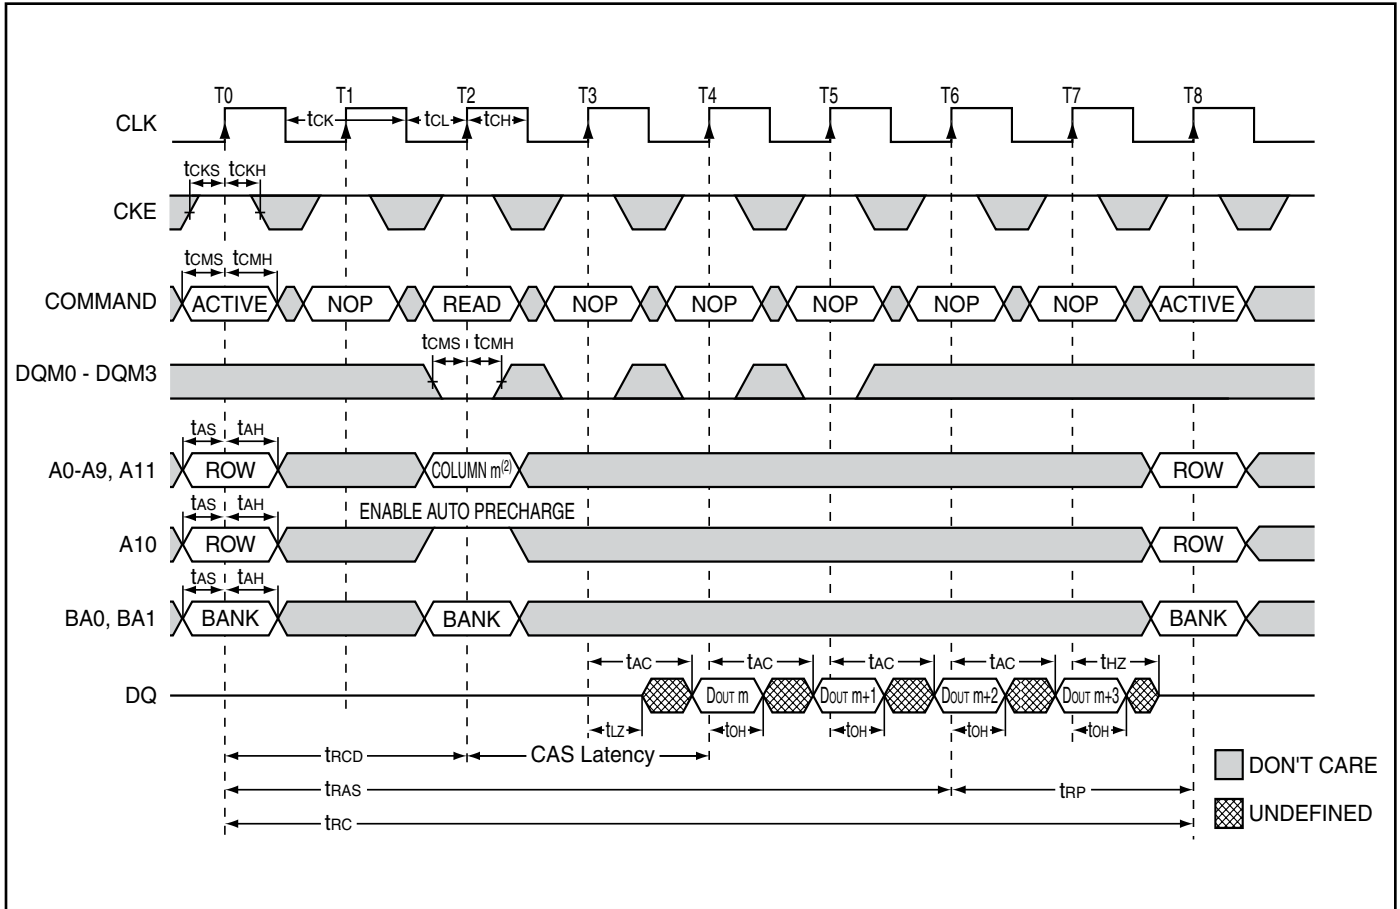 T0 T1 T2 T3 T4 T5 T6 T7 T8
CLK tCK tCL tCH
tCKS tCKH
CKE
tCMS tCMH
COMMAND ACTIVE NOP READ NOP NOP NOP NOP NOP ACTIVE
tCMS tCMH
DQM0 - DQM3
tAS tAH
A0-A9, A11 ROW COLUMN m(2) ROW
tAS tAH ENABLE AUTO PRECHARGE
A10 ROW ROW
tAS tAH
BA0, BA1 BANK BANK BANK
tAC tAC tAC tAC tHZ
DQ DOUT m DOUT m+1 DOUT m+2 DOUT m+3
tLZ tOH tOH tOH tOH
tRCD CAS Latency
DON'T CARE
tRAS tRP
UNDEFINED
tRC